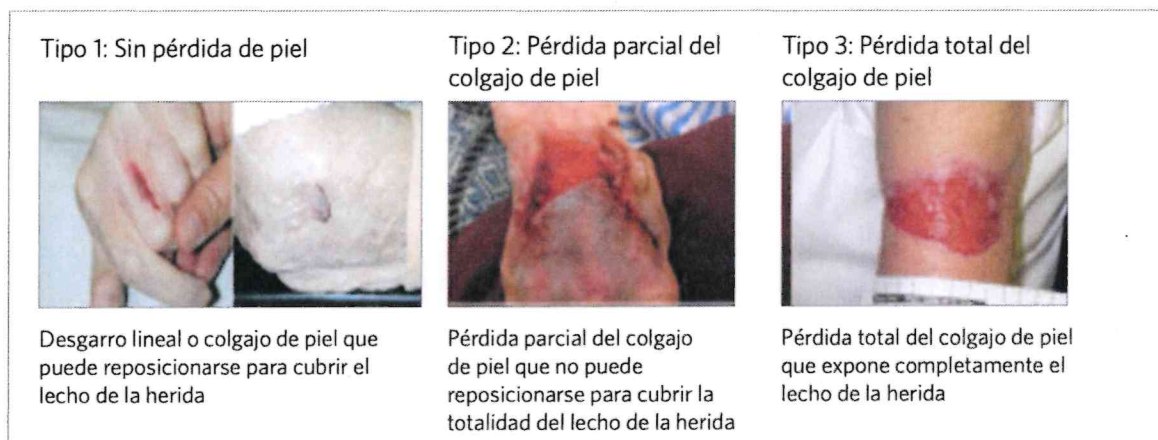 Tipo 1: Sin pérdida de piel
Desgarro lineal o colgajo de piel que
puede reposicionarse para cubrir el
lecho de la herida
Tipo 2: Pérdida parcial del
colgajo de piel
Pérdida parcial del colgajo
de piel que no puede
reposicionarse para cubrir la
totalidad del lecho de la herida
Tipo 3: Pérdida total del
colgajo de piel
Pérdida total del colgajo de piel
que expone completamente el
lecho de la herida